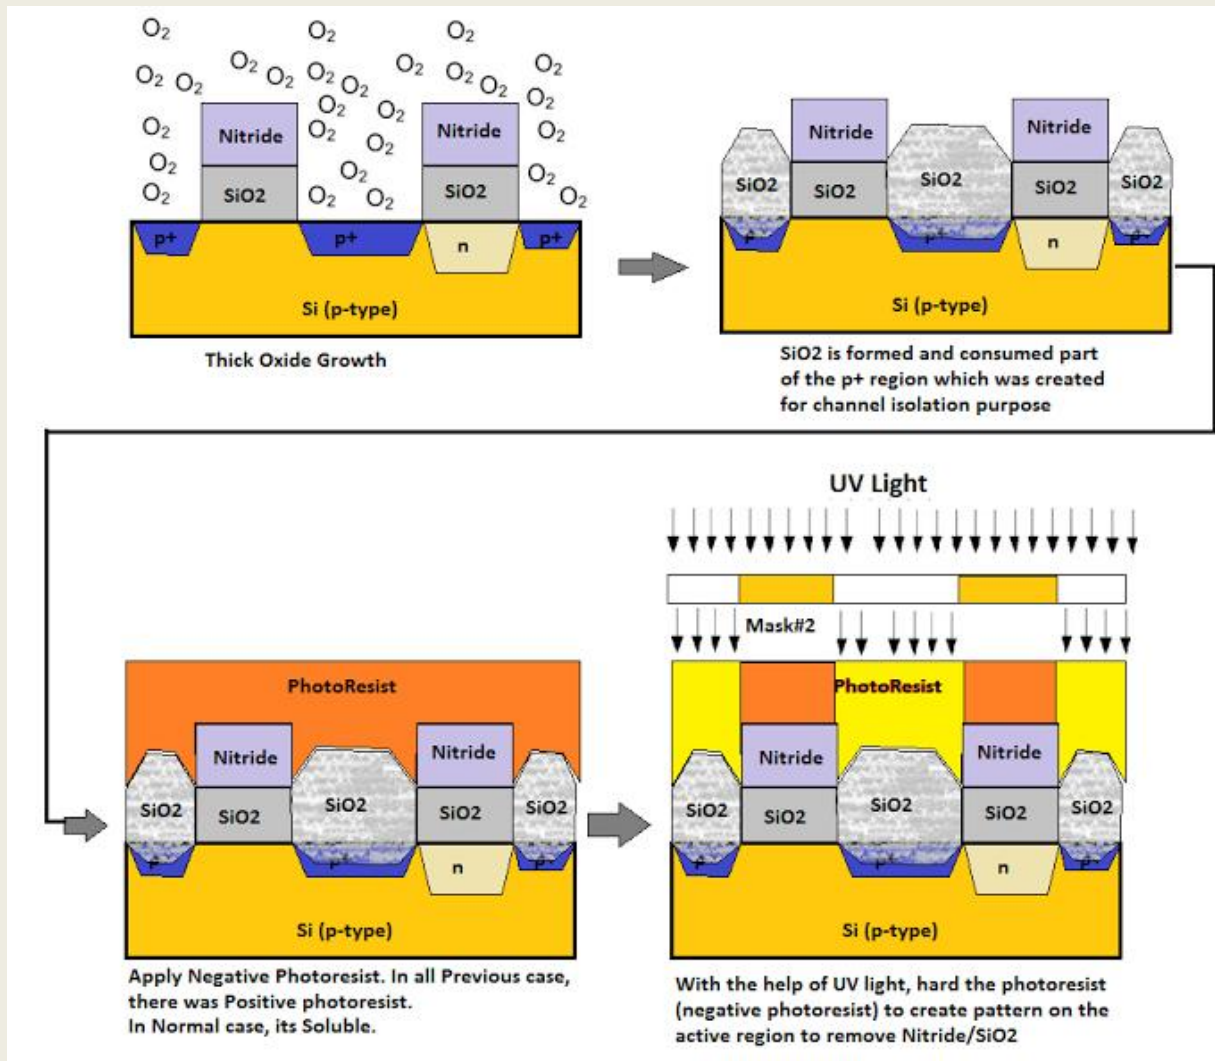 O₂ O₂ O₂
O₂ O₂ O₂
O₂ O₂ O₂ O₂ O₂ O₂ O₂
O₂ O₂ O₂
O₂ O₂ O₂
O₂
O₂ O₂ O₂
O₂ O₂ O₂ O₂
Nitride Nitride
SiO2 SiO2
p+ p+ n p+
Si (p-type)
Thick Oxide Growth
Nitride Nitride
SiO2 SiO2 SiO2 SiO2 SiO2
n
Si (p-type)
SiO2 is formed and consumed part
of the p+ region which was created
for channel isolation purpose
PhotoResist
Nitride Nitride
SiO2 SiO2 SiO2 SiO2 SiO2
n
Si (p-type)
Apply Negative Photoresist. In all Previous case,
there was Positive photoresist.
In Normal case, its Soluble.
UV Light
Mask#2
PhotoResist
Nitride Nitride
SiO2 SiO2 SiO2 SiO2 SiO2
n
Si (p-type)
With the help of UV light, hard the photoresist
(negative photoresist) to create pattern on the
active region to remove Nitride/SiO2